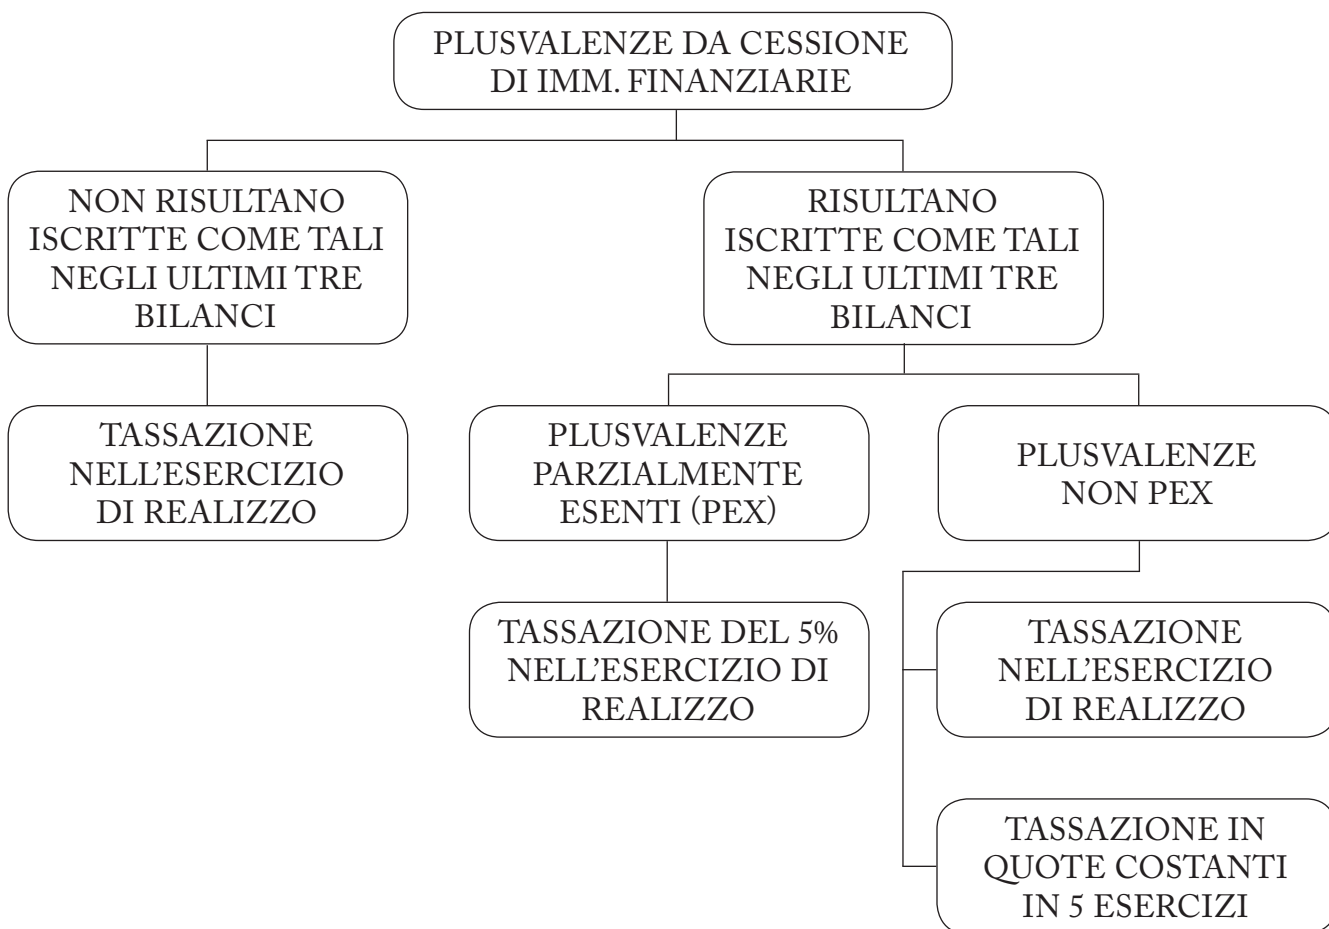 PLUSVALENZE DA CESSIONE
DI IMM. FINANZIARIE
NON RISULTANO
ISCRITTE COME TALI
NEGLI ULTIMI TRE
BILANCI
RISULTANO
ISCRITTE COME TALI
NEGLI ULTIMI TRE
BILANCI
TASSAZIONE
NELL'ESERCIZIO
DI REALIZZO
PLUSVALENZE
PARZIALMENTE
ESENTI (PEX)
PLUSVALENZE
NON PEX
TASSAZIONE DEL 5%
NELL'ESERCIZIO DI
REALIZZO
TASSAZIONE
NELL'ESERCIZIO
DI REALIZZO
TASSAZIONE IN
QUOTE COSTANTI
IN 5 ESERCIZI